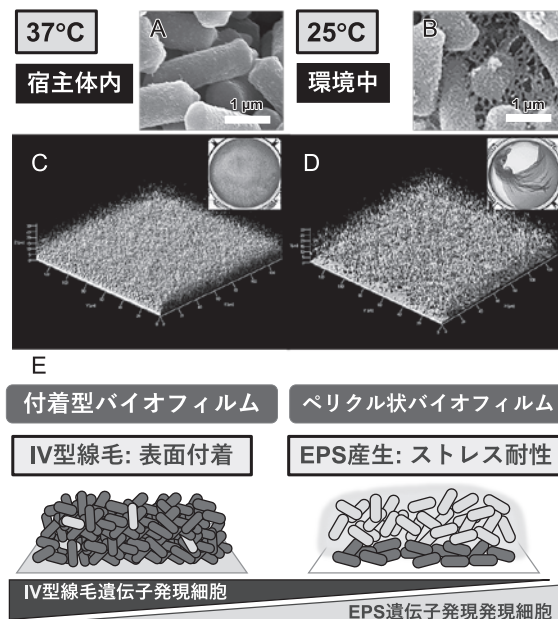 37°C
A
25°C
B
宿主体内
1 µm
環境中
1 µm
C
D
E
付着型バイオフィルム
ペリクル状バイオフィルム
IV型線毛: 表面付着
EPS産生: ストレス耐性
IV型線毛遺伝子発現細胞
EPS遺伝子発現発現細胞